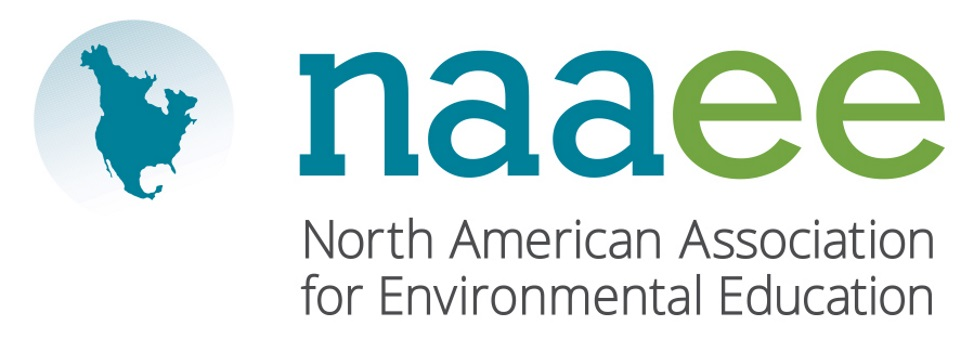 naaee
North American Association
for Environmental Education